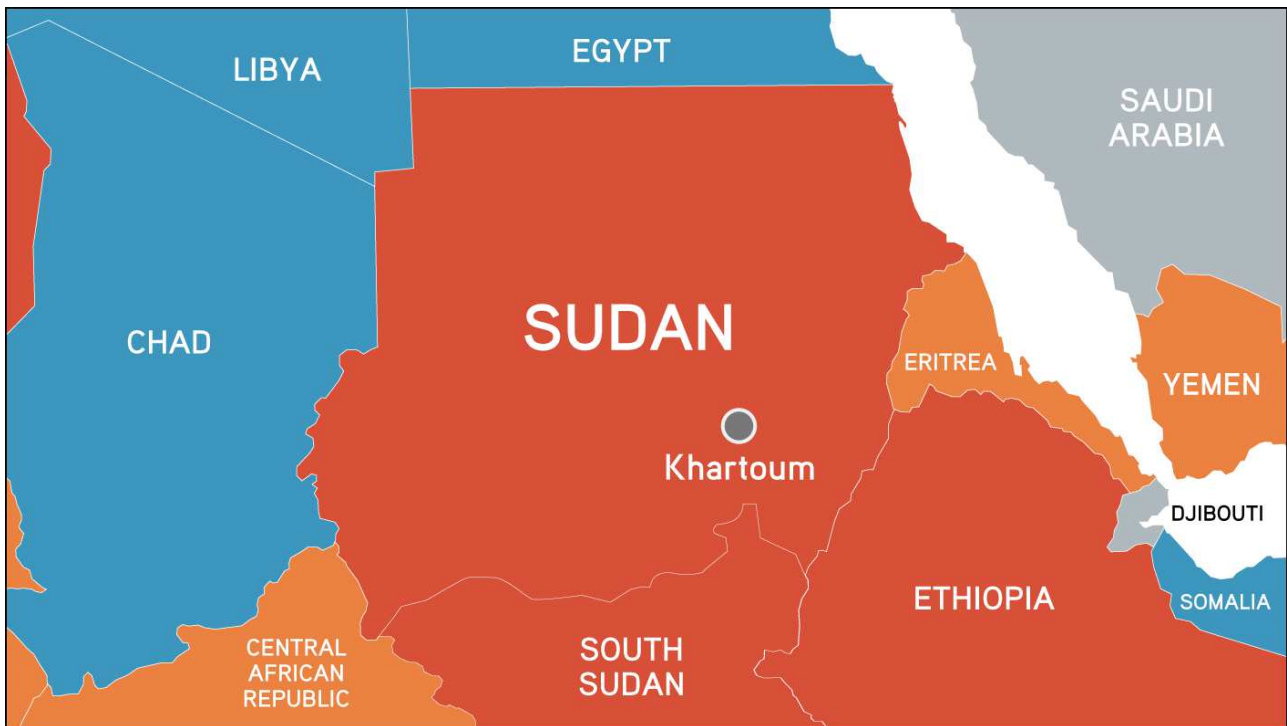 LIBYA
EGYPT
SAUDI
ARABIA
CHAD
SUDAN
ERITREA
YEMEN
Khartoum
DJIBOUTI
ETHIOPIA
SOMALIA
CENTRAL
AFRICAN
REPUBLIC
SOUTH
SUDAN